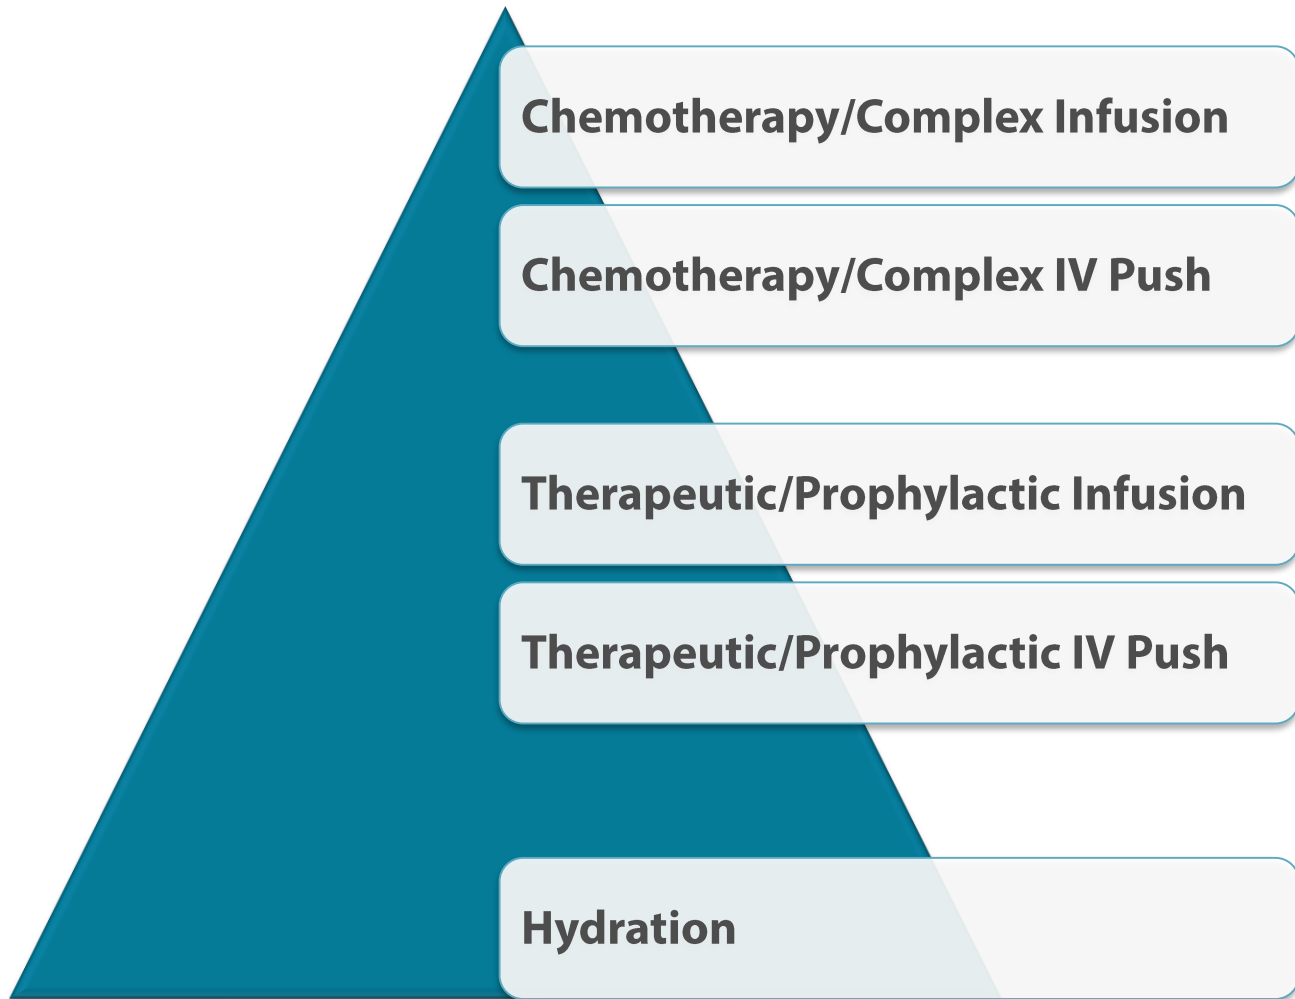 Chemotherapy/Complex Infusion
Chemotherapy/Complex IV Push
Therapeutic/Prophylactic Infusion
Therapeutic/Prophylactic IV Push
Hydration